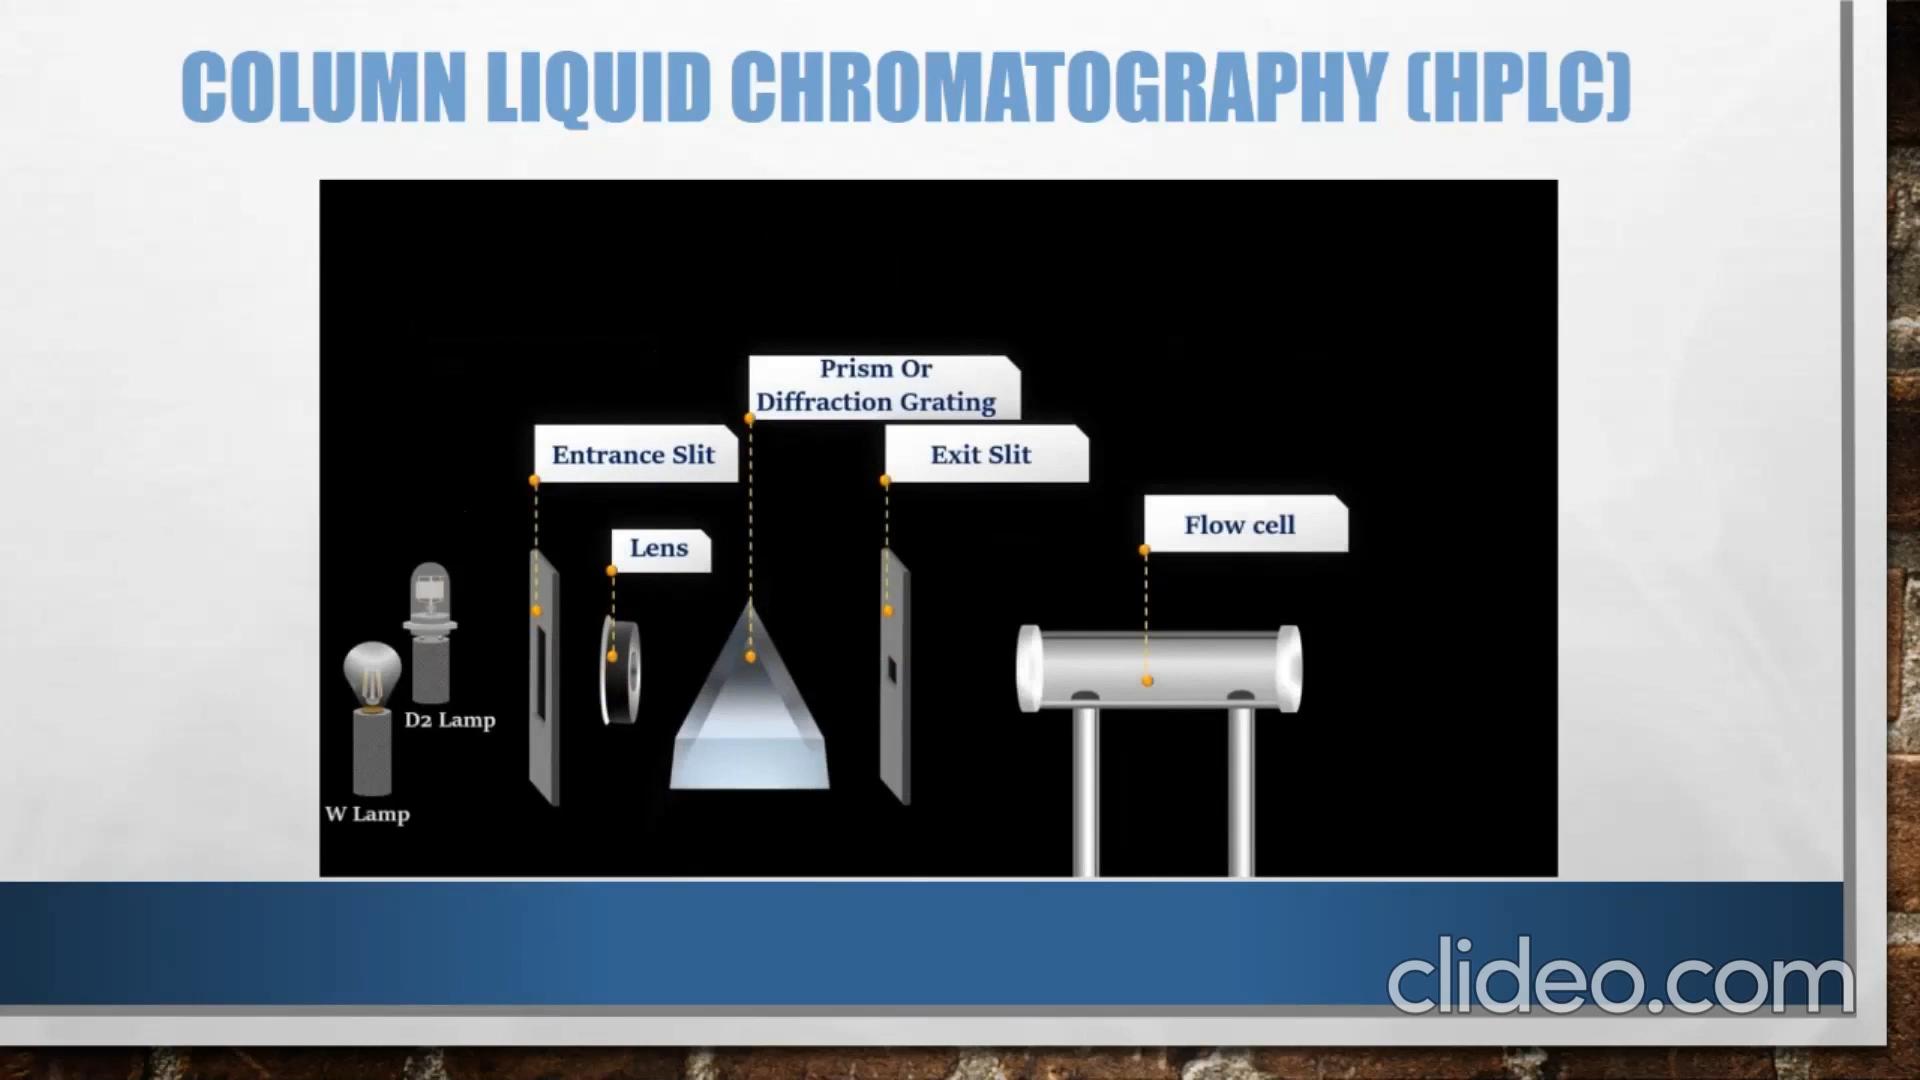 COLUMN LIQUID CHROMATOGRAPHY (HPLC)
Prism Or
Diffraction Grating
Entrance Slit
Exit Slit
Flow cell
Lens
D2 Lamp
W Lamp
clideo.com